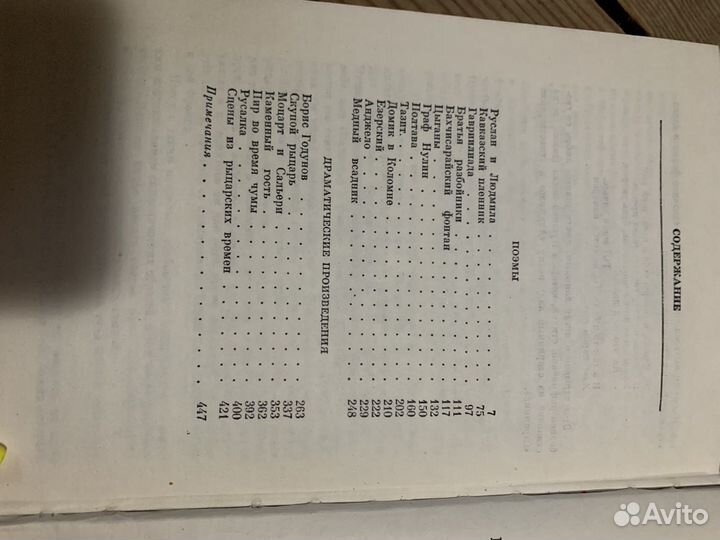 СОДЕРЖАНИЕ
ПОЭМЫ
Руслан и Людмила . . . . . . . . . . 7
Кавказский пленник . . . . . . . . . . 75
Гавриилиада . . . . . . . . . . 97
Братья разбойники . . . . . . . . . . 111
Бахчисарайский фонтан . . . . . . . . . . 117
Цыганы . . . . . . . . . . 132
Граф Нулин . . . . . . . . . . 150
Полтава . . . . . . . . . . 160
Тазит . . . . . . . . . . 202
Домик в Коломне . . . . . . . . . . 210
Езерский . . . . . . . . . . 222
Анджело . . . . . . . . . . 229
Медный всадник . . . . . . . . . . 248
ДРАМАТИЧЕСКИЕ ПРОИЗВЕДЕНИЯ
Борис Годунов . . . . . . . . . . 263
Скупой рыцарь . . . . . . . . . . 337
Моцарт и Сальери . . . . . . . . . . 353
Каменный гость . . . . . . . . . . 362
Пир во время чумы . . . . . . . . . . 392
Русалка . . . . . . . . . . 400
Сцены из рыцарских времен . . . . . . . . . . 421
Примечания . . . . . . . . . . 447
Avito